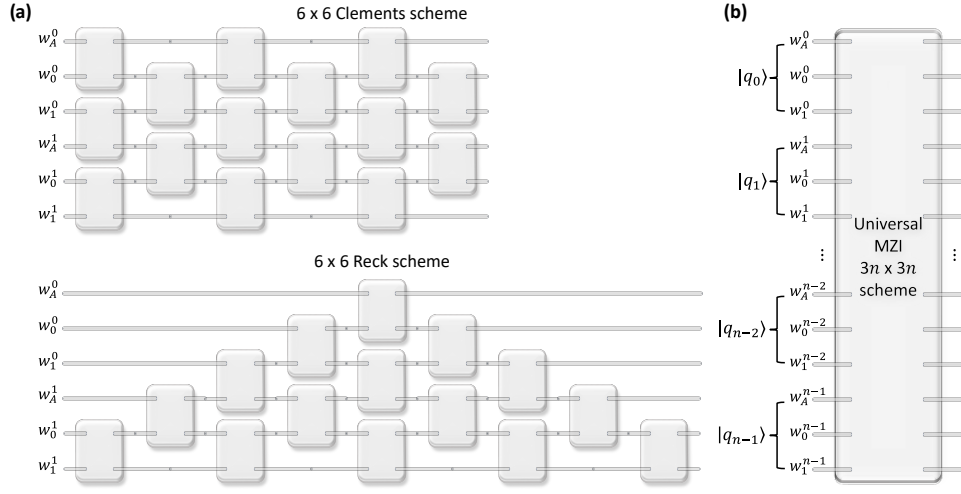 (a)
6 x 6 Clements scheme
w_A^0
w_0^0
w_1^0
w_A^1
w_0^1
w_1^1
6 x 6 Reck scheme
w_A^0
w_0^0
w_1^0
w_A^1
w_0^1
w_1^1
(b)
|q_0⟩
w_A^0
w_0^0
w_1^0
|q_1⟩
w_A^1
w_0^1
w_1^1
⋮
Universal
MZI
3n x 3n
scheme
⋮
|q_{n-2}⟩
w_A^{n-2}
w_0^{n-2}
w_1^{n-2}
|q_{n-1}⟩
w_A^{n-1}
w_0^{n-1}
w_1^{n-1}